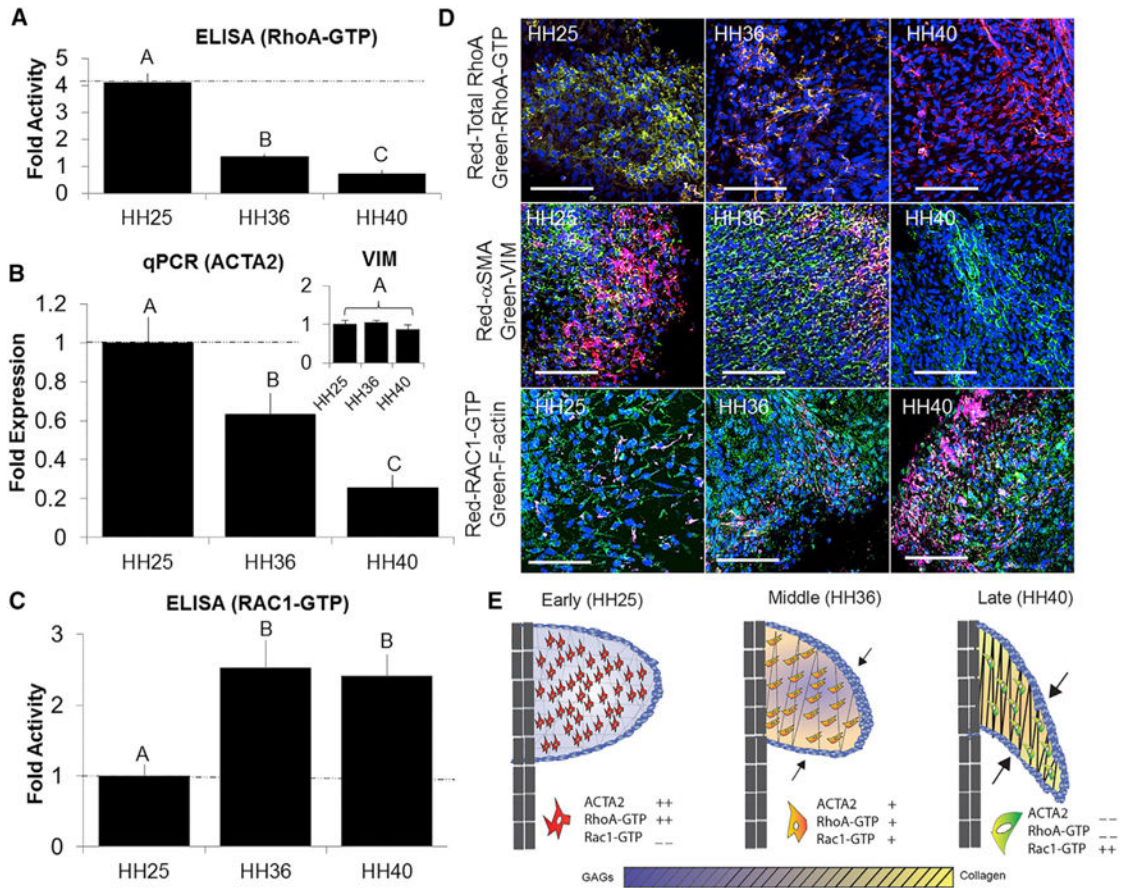 A
ELISA (RhoA-GTP)
Fold Activity
5
4
3
2
1
0
A
B
C
HH25
HH36
HH40
B
qPCR (ACTA2)
Fold Expression
1.2
1
0.8
0.6
0.4
0.2
0
A
B
C
HH25
HH36
HH40
VIM
2
1
0
A
HH25
HH36
HH40
C
ELISA (RAC1-GTP)
Fold Activity
3
2
1
0
A
B
B
HH25
HH36
HH40
D
Red-Total RhoA
Green-RhoA-GTP
HH25
HH36
HH40
Red-αSMA
Green-VIM
HH25
HH36
HH40
Red-RAC1-GTP
Green-F-actin
HH25
HH36
HH40
E
Early (HH25)
Middle (HH36)
Late (HH40)
ACTA2 ++
RhoA-GTP ++
Rac1-GTP −−
ACTA2 +
RhoA-GTP +
Rac1-GTP +
ACTA2 −−
RhoA-GTP −−
Rac1-GTP ++
GAGs
Collagen